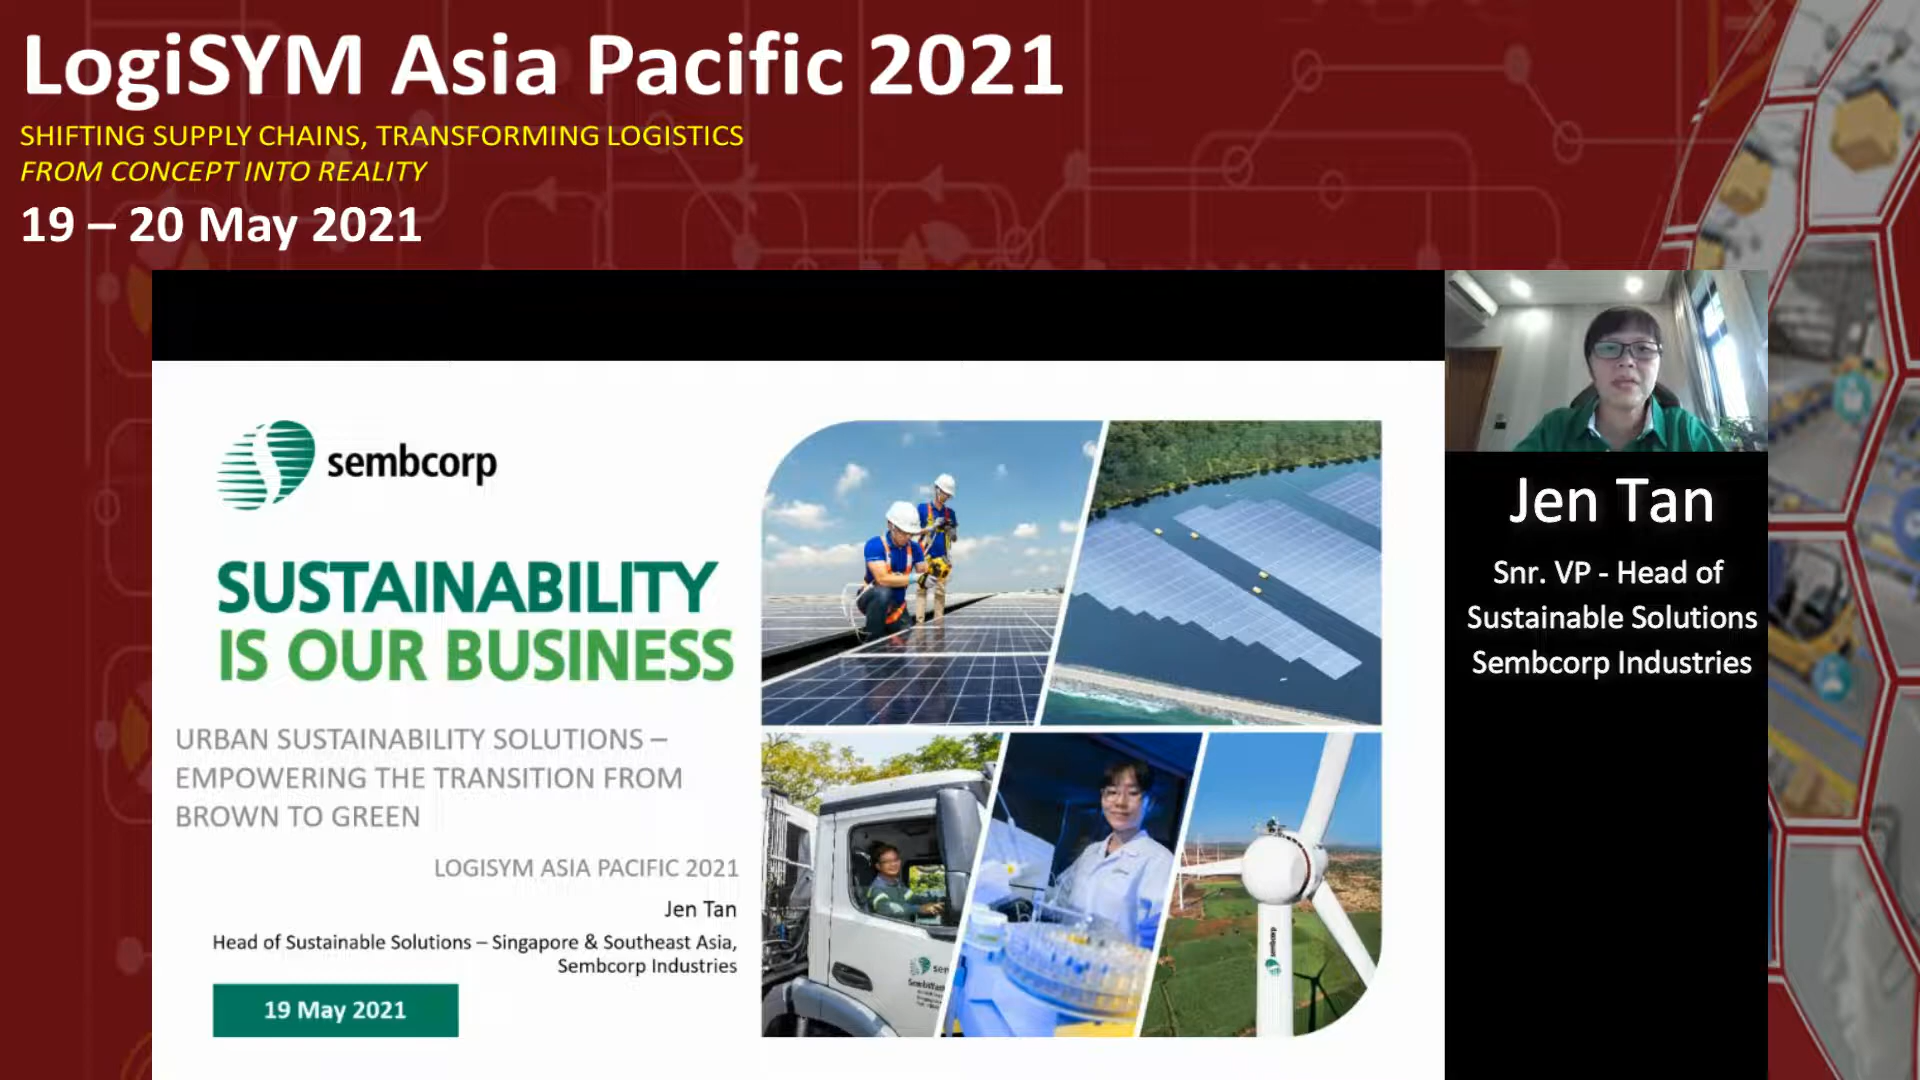 LogiSYM Asia Pacific 2021
SHIFTING SUPPLY CHAINS, TRANSFORMING LOGISTICS
FROM CONCEPT INTO REALITY
19 – 20 May 2021
sembcorp
SUSTAINABILITY
IS OUR BUSINESS
URBAN SUSTAINABILITY SOLUTIONS –
EMPOWERING THE TRANSITION FROM
BROWN TO GREEN
LOGISYM ASIA PACIFIC 2021
Jen Tan
Head of Sustainable Solutions – Singapore & Southeast Asia,
Sembcorp Industries
19 May 2021
sembcorp
Jen Tan
Snr. VP - Head of
Sustainable Solutions
Sembcorp Industries